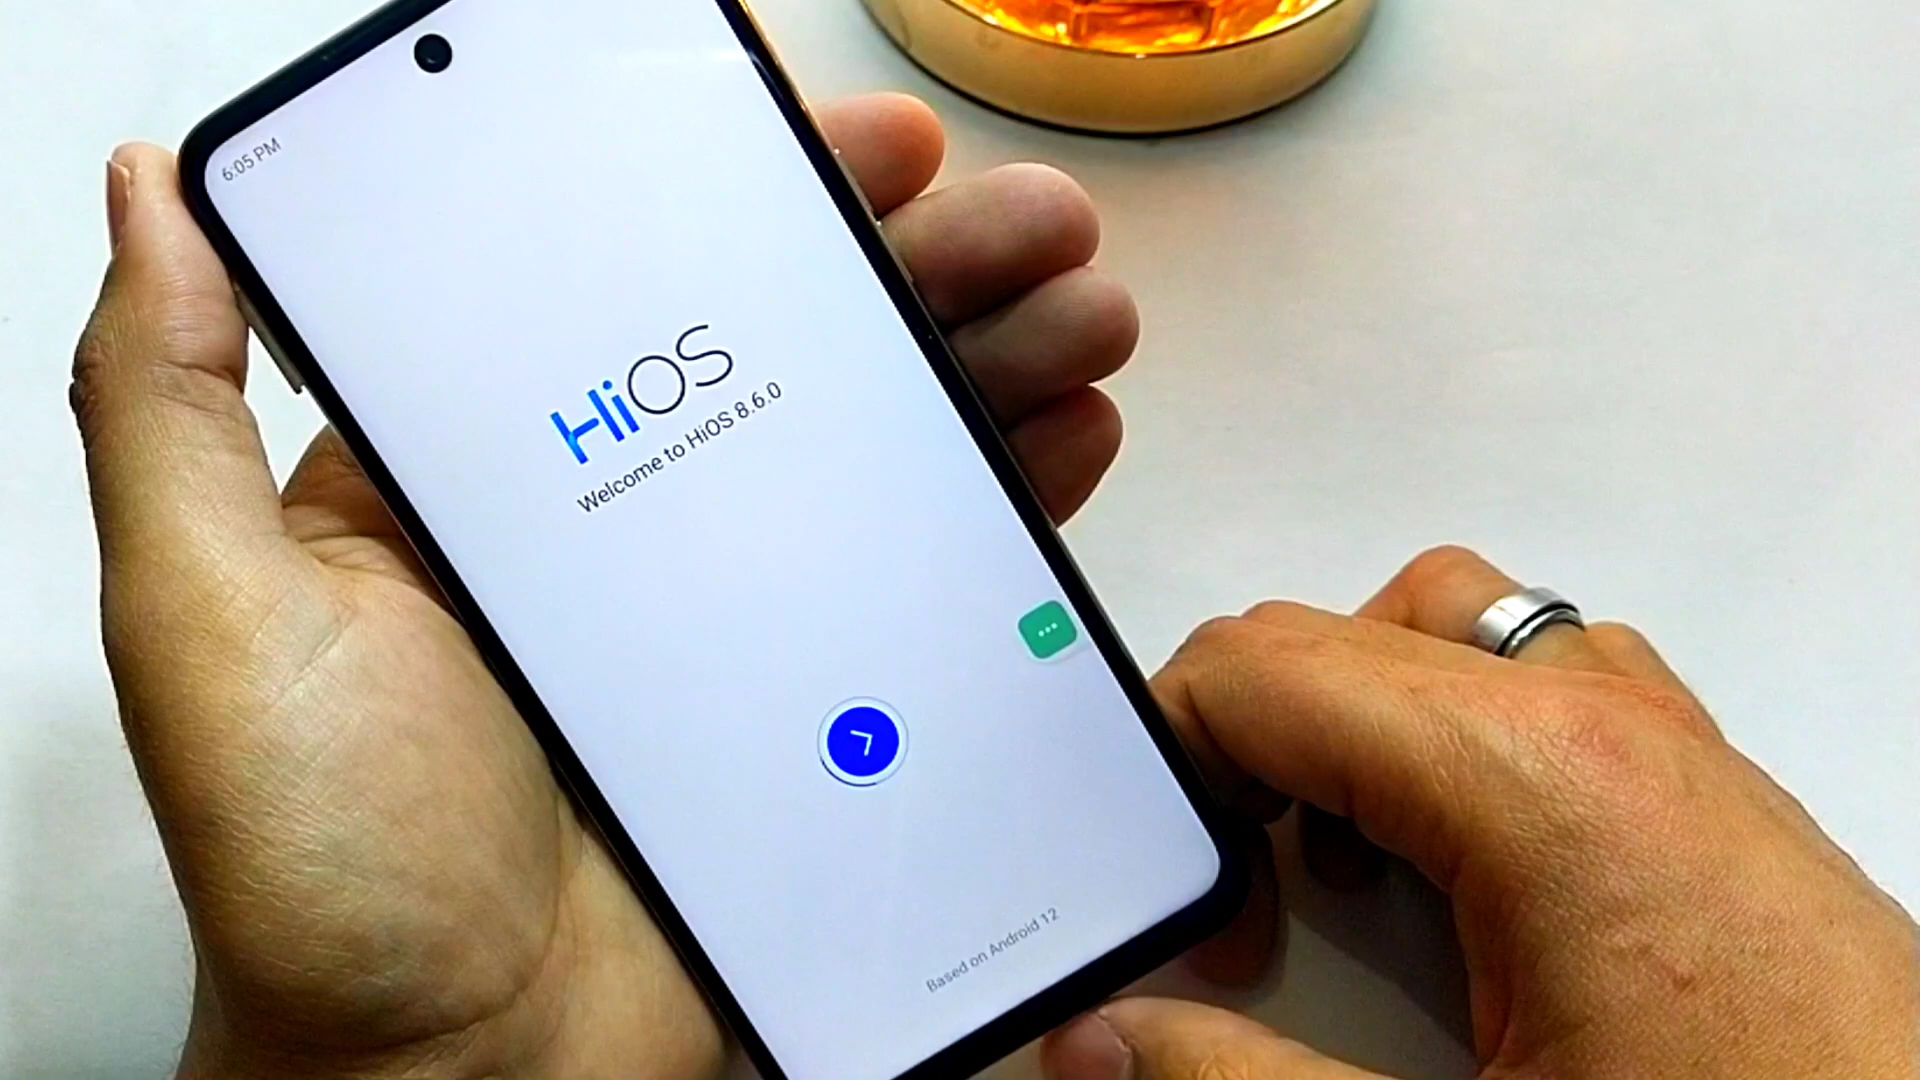 6:05 PM
HiOS
Welcome to HiOS 8.6.0
Based on Android 12